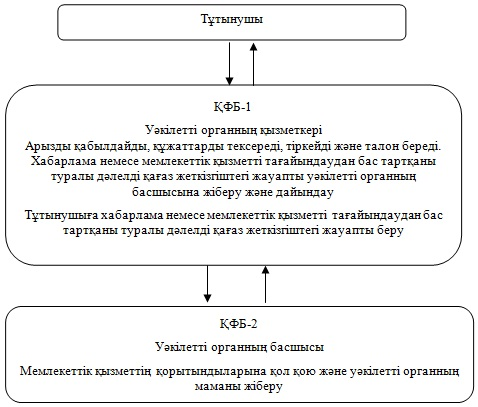 Тұтынушы
ҚФБ-1
Уәкілетті органның қызметкері
Арызды қабылдайды, құжаттарды тексереді, тіркейді және талон береді.
Хабарлама немесе мемлекеттік қызметті тағайындаудан бас тартқаны
туралы дәлелді қағаз жеткізгіштегі жауапты уәкілетті органның
басшысына жіберу және дайындау
Тұтынушыға хабарлама немесе мемлекеттік қызметті тағайындаудан бас
тартқаны туралы дәлелді қағаз жеткізгіштегі жауапты беру
ҚФБ-2
Уәкілетті органның басшысы
Мемлекеттік қызметтің қорытындыларына қол қою және уәкілетті органның
маманы жіберу